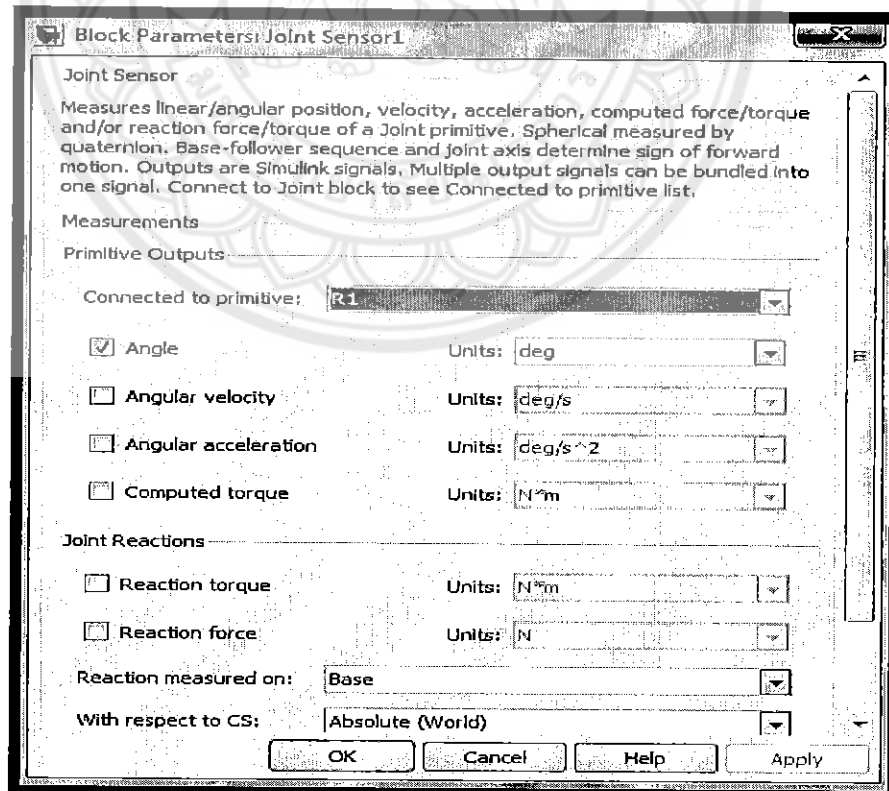 Block Parameters: Joint Sensor1
Joint Sensor
Measures linear/angular position, velocity, acceleration, computed force/torque
and/or reaction force/torque of a Joint primitive. Spherical measured by
quaternion. Base-follower sequence and joint axis determine sign of forward
motion. Outputs are Simulink signals. Multiple output signals can be bundled into
one signal. Connect to Joint block to see Connected to primitive list.
Measurements
Primitive Outputs
Connected to primitive: R1
Angle Units: deg
Angular velocity Units: deg/s
Angular acceleration Units: deg/s^2
Computed torque Units: N*m
Joint Reactions
Reaction torque Units: N*m
Reaction force Units: N
Reaction measured on: Base
With respect to CS: Absolute (World)
OK Cancel Help Apply